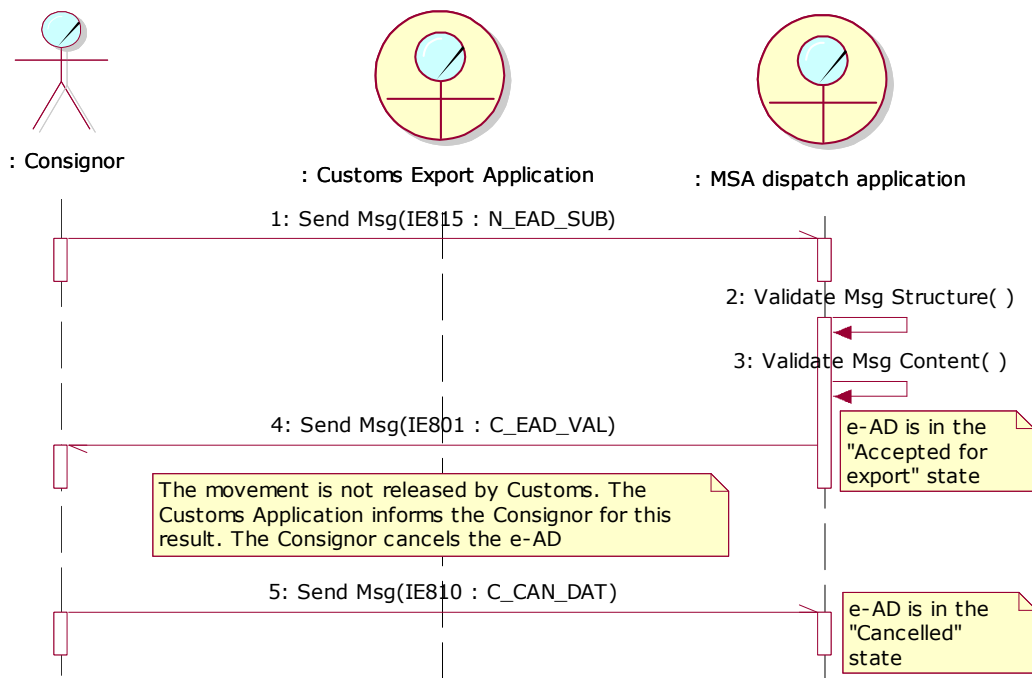 : Consignor
: Customs Export Application
: MSA dispatch application
1: Send Msg(IE815 : N_EAD_SUB)
2: Validate Msg Structure( )
3: Validate Msg Content( )
4: Send Msg(IE801 : C_EAD_VAL)
e-AD is in the
"Accepted for
export" state
The movement is not released by Customs. The
Customs Application informs the Consignor for this
result. The Consignor cancels the e-AD
5: Send Msg(IE810 : C_CAN_DAT)
e-AD is in the
"Cancelled"
state